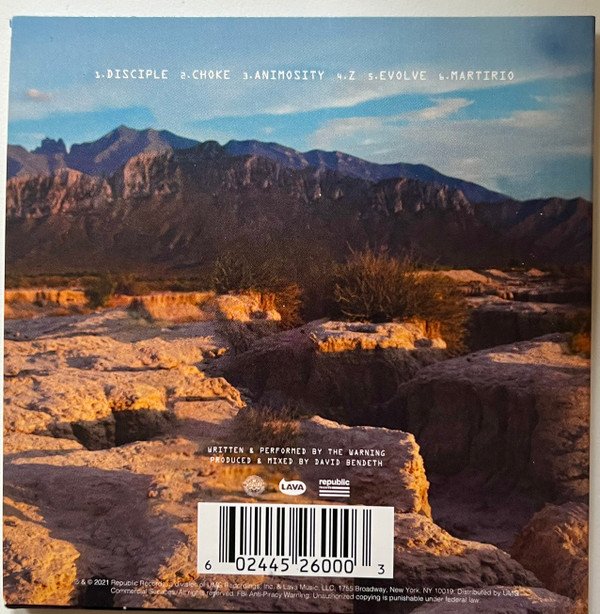 1.DISCIPLE 2.CHOKE 3.ANIMOSITY 4.Z 5.EVOLVE 6.MARTIRIO
WRITTEN & PERFORMED BY THE WARNING
PRODUCED & MIXED BY DAVID BENDETH
LAVA republic
6 02445 26000 3
& © 2021 Republic Records, a division of UMG Recordings, Inc. & Lava Music, LLC, 1755 Broadway, New York, NY 10019. Distributed by UMG
Commercial Services. All rights reserved. FBI Anti-Piracy Warning: Unauthorized copying is punishable under federal law.